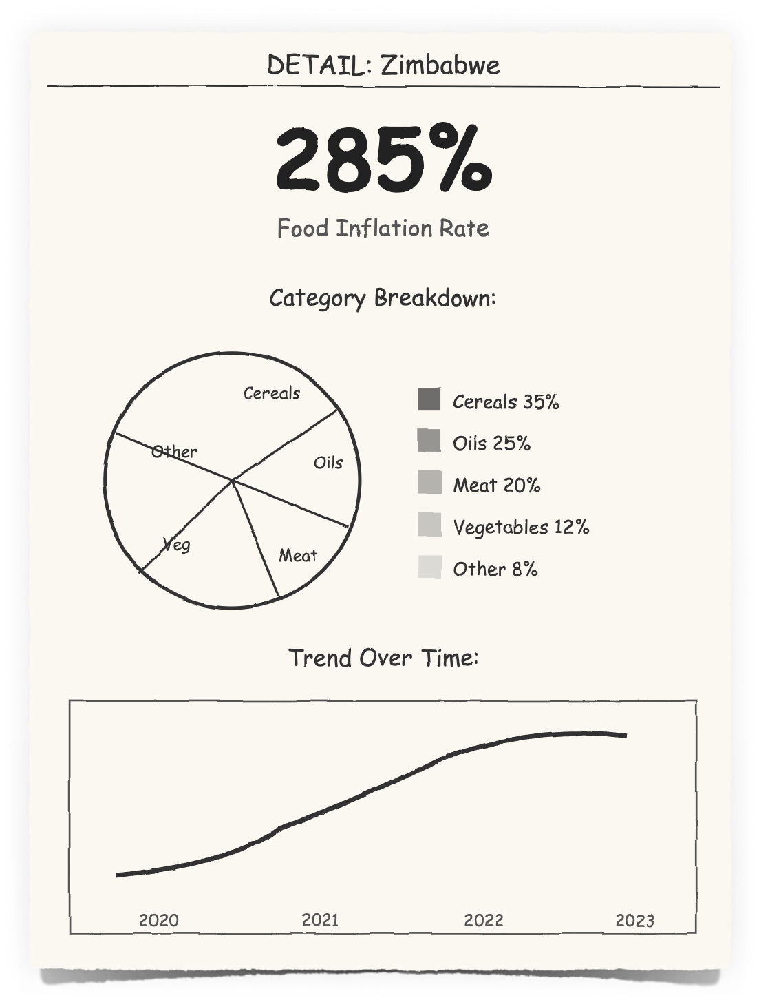 DETAIL: Zimbabwe
285%
Food Inflation Rate
Category Breakdown:
Cereals
Other
Oils
Veg
Meat
Cereals 35%
Oils 25%
Meat 20%
Vegetables 12%
Other 8%
Trend Over Time:
2020 2021 2022 2023